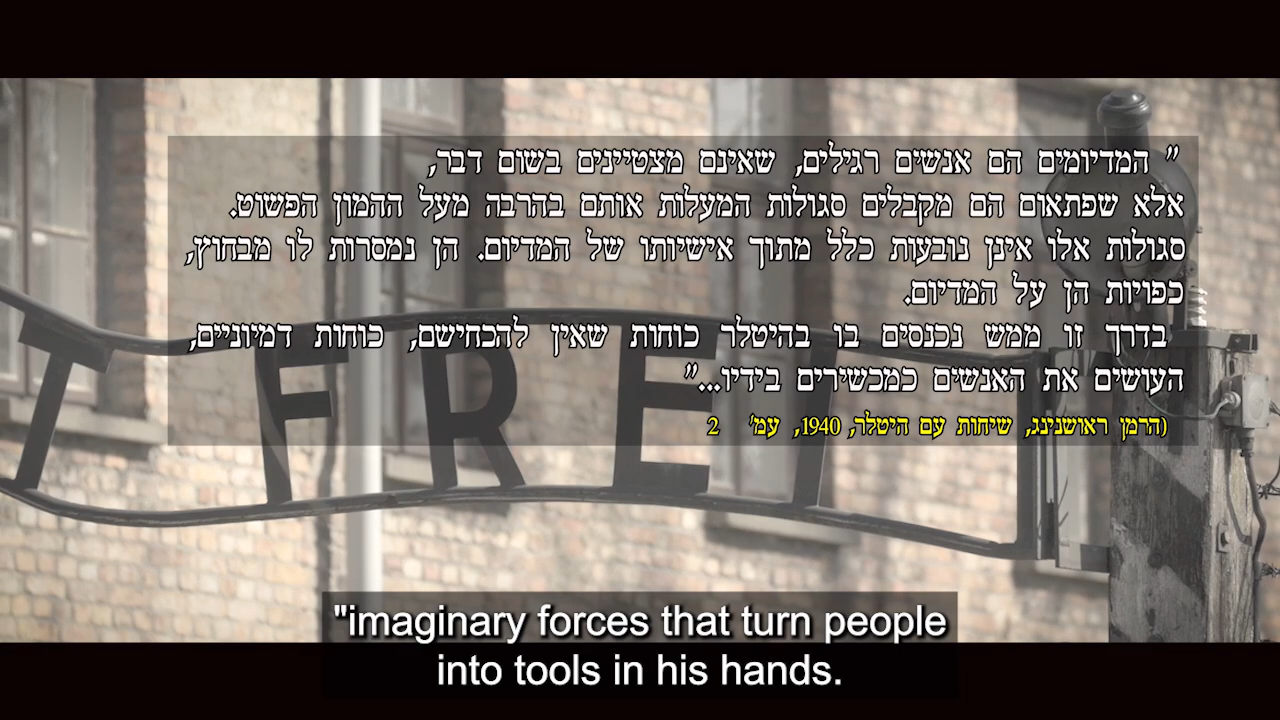 " המדיומים הם אנשים רגילים, שאינם מצטיינים בשום דבר,
אלא שפתאום הם מקבלים סגולות המעלות אותם בהרבה מעל ההמון הפשוט.
סגולות אלו אינן נובעות כלל מתוך אישיותו של המדיום. הן נמסרות לו מבחוץ,
כפויות הן על המדיום.
בדרך זו ממש נכנסים בו בהיטלר כוחות שאין להכחישם, כוחות דמיוניים,
העושים את האנשים כמכשירים בידיו..."
(הרמן ראושנינג, שיחות עם היטלר, 1940, עמ' 2
T FREI
"imaginary forces that turn people
into tools in his hands.